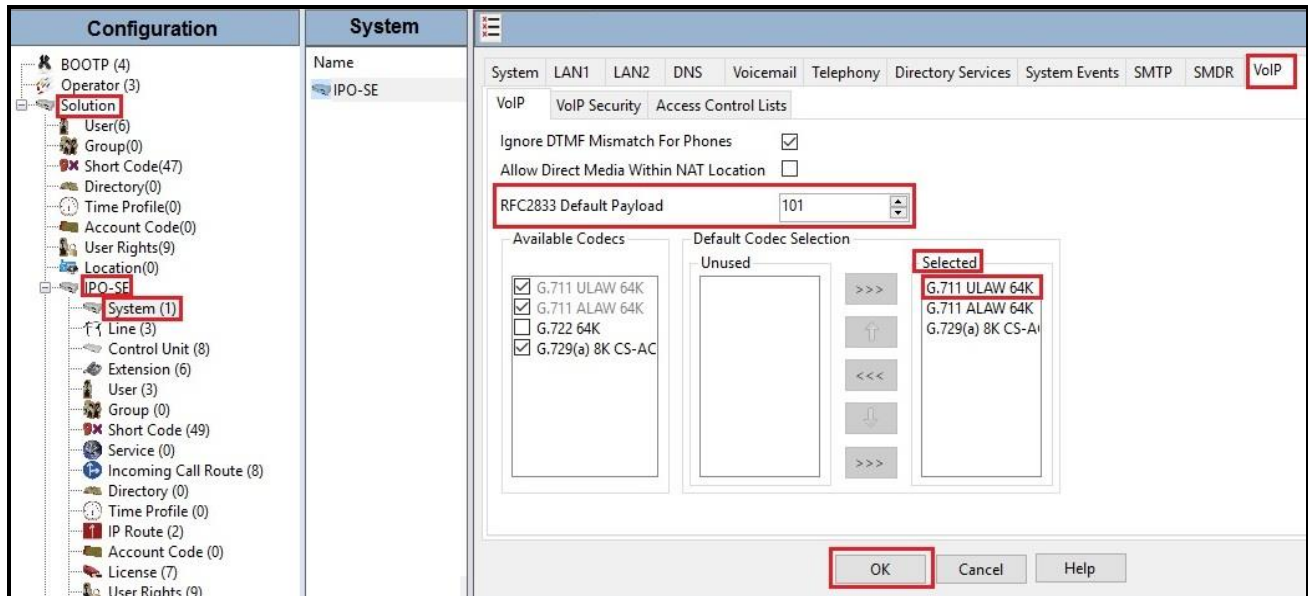 Configuration
BOOTP (4)
Operator (3)
Solution
User(6)
Group(0)
Short Code(47)
Directory(0)
Time Profile(0)
Account Code(0)
User Rights(9)
Location(0)
IPO-SE
System (1)
Line (3)
Control Unit (8)
Extension (6)
User (3)
Group (0)
Short Code (49)
Service (0)
Incoming Call Route (8)
Directory (0)
Time Profile (0)
IP Route (2)
Account Code (0)
License (7)
User Rights (9)
System
Name
IPO-SE
System LAN1 LAN2 DNS Voicemail Telephony Directory Services System Events SMTP SMDR VoIP
VoIP VoIP Security Access Control Lists
Ignore DTMF Mismatch For Phones
Allow Direct Media Within NAT Location
RFC2833 Default Payload 101
Available Codecs
G.711 ULAW 64K
G.711 ALAW 64K
G.722 64K
G.729(a) 8K CS-AC
Default Codec Selection
Unused
>>>
<<<
>>>
Selected
G.711 ULAW 64K
G.711 ALAW 64K
G.729(a) 8K CS-A
OK Cancel Help